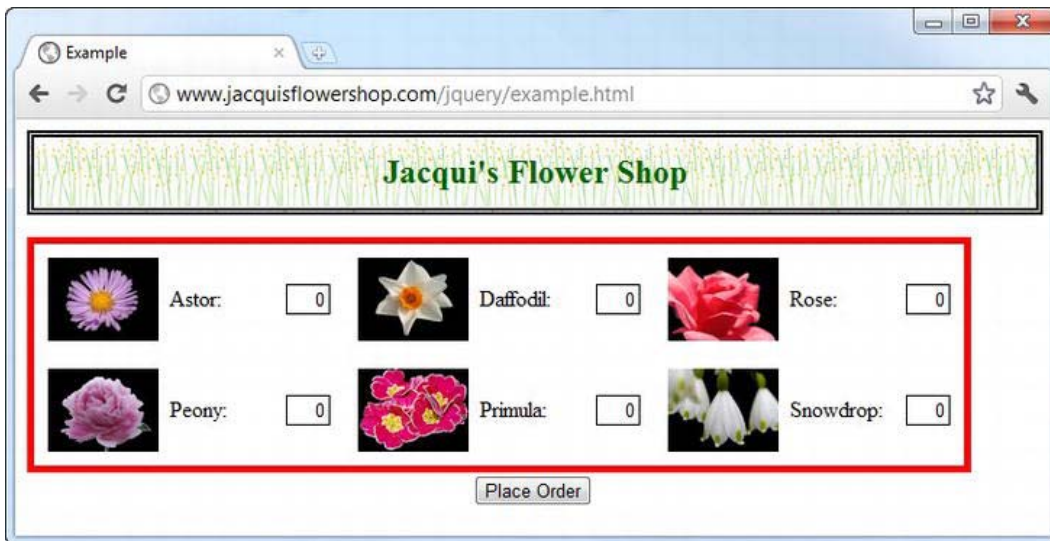 Example
www.jacquisflowershop.com/jquery/example.html
Jacqui's Flower Shop
Astor: 0 Daffodil: 0 Rose: 0
Peony: 0 Primula: 0 Snowdrop: 0
Place Order